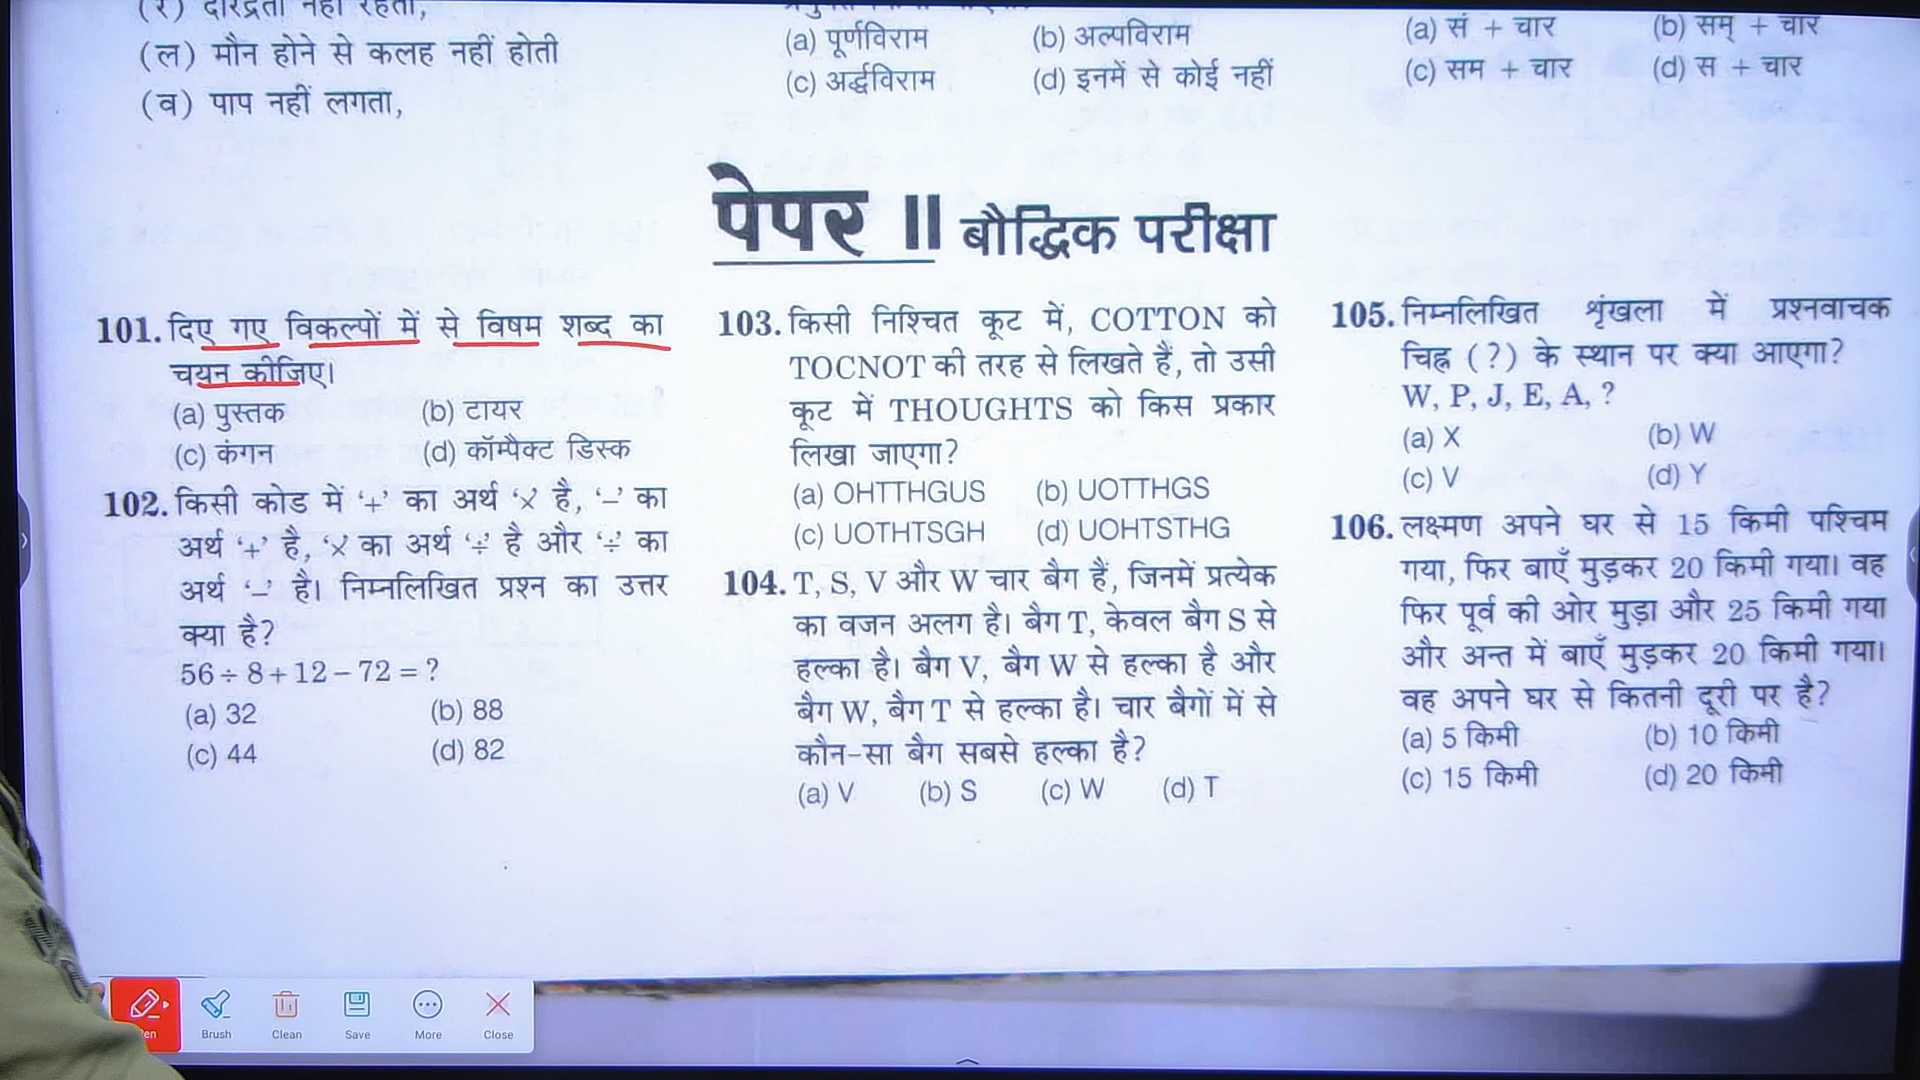 (र) दरिद्रता नहीं रहती,
(ल) मौन होने से कलह नहीं होती
(व) पाप नहीं लगता,
(a) पूर्णविराम (b) अल्पविराम
(c) अर्द्धविराम (d) इनमें से कोई नहीं
(a) सं + चार (b) सम् + चार
(c) सम + चार (d) स + चार
पेपर II बौद्धिक परीक्षा
101. दिए गए विकल्पों में से विषम शब्द का
चयन कीजिए।
(a) पुस्तक (b) टायर
(c) कंगन (d) कॉम्पैक्ट डिस्क
102. किसी कोड में ‘+’ का अर्थ ‘×’ है, ‘–’ का
अर्थ ‘+’ है, ‘×’ का अर्थ ‘÷’ है और ‘÷’ का
अर्थ ‘–’ है। निम्नलिखित प्रश्न का उत्तर
क्या है?
56 ÷ 8 + 12 – 72 = ?
(a) 32 (b) 88
(c) 44 (d) 82
103. किसी निश्चित कूट में, COTTON को
TOCNOT की तरह से लिखते हैं, तो उसी
कूट में THOUGHTS को किस प्रकार
लिखा जाएगा?
(a) OHTTHGUS (b) UOTTHGS
(c) UOTHTSGH (d) UOHTSTHG
104. T, S, V और W चार बैग हैं, जिनमें प्रत्येक
का वजन अलग है। बैग T, केवल बैग S से
हल्का है। बैग V, बैग W से हल्का है और
बैग W, बैग T से हल्का है। चार बैगों में से
कौन-सा बैग सबसे हल्का है?
(a) V (b) S (c) W (d) T
105. निम्नलिखित शृंखला में प्रश्नवाचक
चिह्न (?) के स्थान पर क्या आएगा?
W, P, J, E, A, ?
(a) X (b) W
(c) V (d) Y
106. लक्ष्मण अपने घर से 15 किमी पश्चिम
गया, फिर बाएँ मुड़कर 20 किमी गया। वह
फिर पूर्व की ओर मुड़ा और 25 किमी गया
और अन्त में बाएँ मुड़कर 20 किमी गया।
वह अपने घर से कितनी दूरी पर है?
(a) 5 किमी (b) 10 किमी
(c) 15 किमी (d) 20 किमी
Brush Clean Save More Close